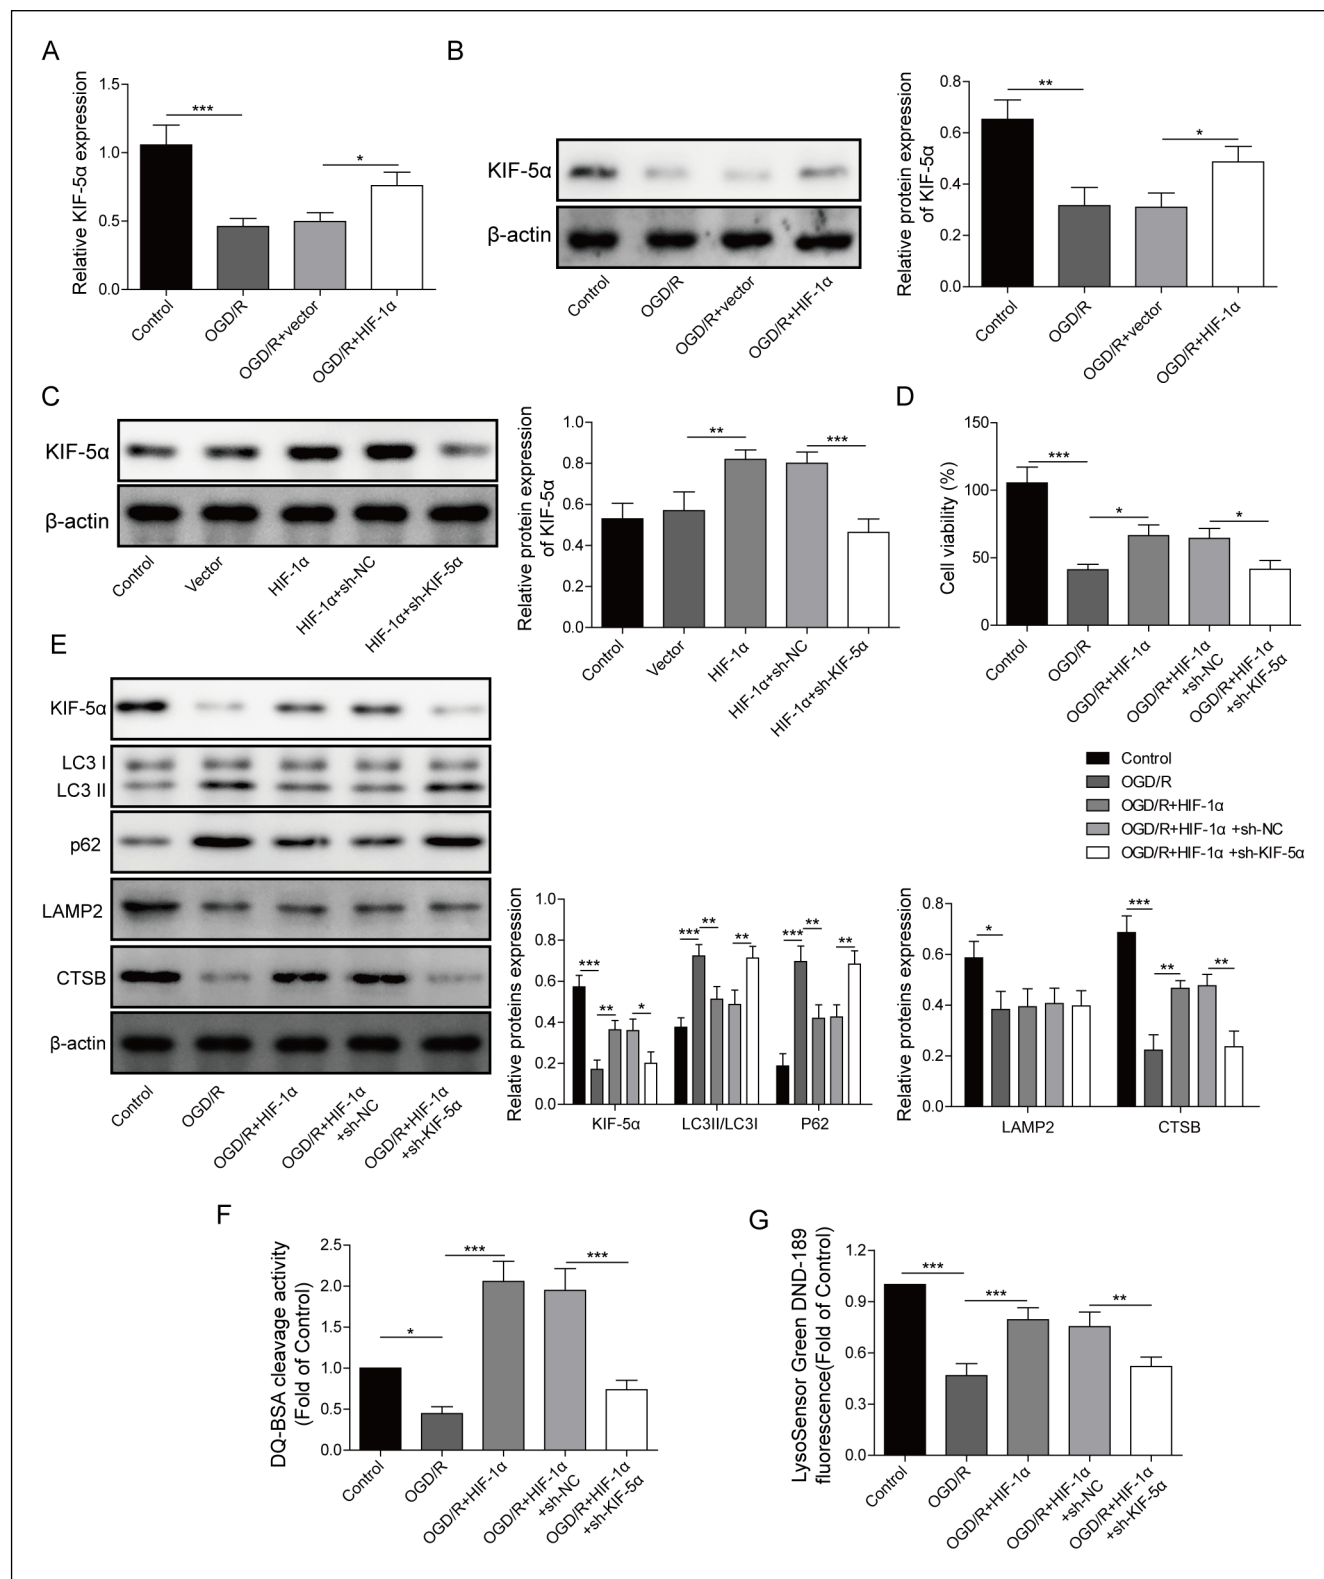 A
Relative KIF-5α expression
1.5
1.0
0.5
0.0
***
*
Control
OGD/R
OGD/R+vector
OGD/R+HIF-1α
B
KIF-5α
β-actin
Control
OGD/R
OGD/R+vector
OGD/R+HIF-1α
Relative protein expression
of KIF-5α
0.8
0.6
0.4
0.2
0.0
**
*
Control
OGD/R
OGD/R+vector
OGD/R+HIF-1α
C
KIF-5α
β-actin
Control
Vector
HIF-1α
HIF-1α+sh-NC
HIF-1α+sh-KIF-5α
Relative protein expression
of KIF-5α
1.0
0.8
0.6
0.4
0.2
0.0
**
***
Control
Vector
HIF-1α
HIF-1α+sh-NC
HIF-1α+sh-KIF-5α
D
Cell viability (%)
150
100
50
0
***
*
*
Control
OGD/R
OGD/R+HIF-1α
OGD/R+HIF-1α
+sh-NC
OGD/R+HIF-1α
+sh-KIF-5α
E
KIF-5α
LC3 I
LC3 II
p62
LAMP2
CTSB
β-actin
Control
OGD/R
OGD/R+HIF-1α
OGD/R+HIF-1α
+sh-NC
OGD/R+HIF-1α
+sh-KIF-5α
Control
OGD/R
OGD/R+HIF-1α
OGD/R+HIF-1α +sh-NC
OGD/R+HIF-1α +sh-KIF-5α
Relative proteins expression
1.0
0.8
0.6
0.4
0.2
0.0
***
**
*
***
**
**
***
**
**
KIF-5α
LC3II/LC3I
P62
Relative proteins expression
0.8
0.6
0.4
0.2
0.0
*
***
**
**
LAMP2
CTSB
F
DQ-BSA cleavage activity
(Fold of Control)
2.5
2.0
1.5
1.0
0.5
0.0
*
***
***
Control
OGD/R
OGD/R+HIF-1α
OGD/R+HIF-1α
+sh-NC
OGD/R+HIF-1α
+sh-KIF-5α
G
LysoSensor Green DND-189
fluorescence(Fold of Control)
1.2
0.9
0.6
0.3
0.0
***
***
**
Control
OGD/R
OGD/R+HIF-1α
OGD/R+HIF-1α
+sh-NC
OGD/R+HIF-1α
+sh-KIF-5α